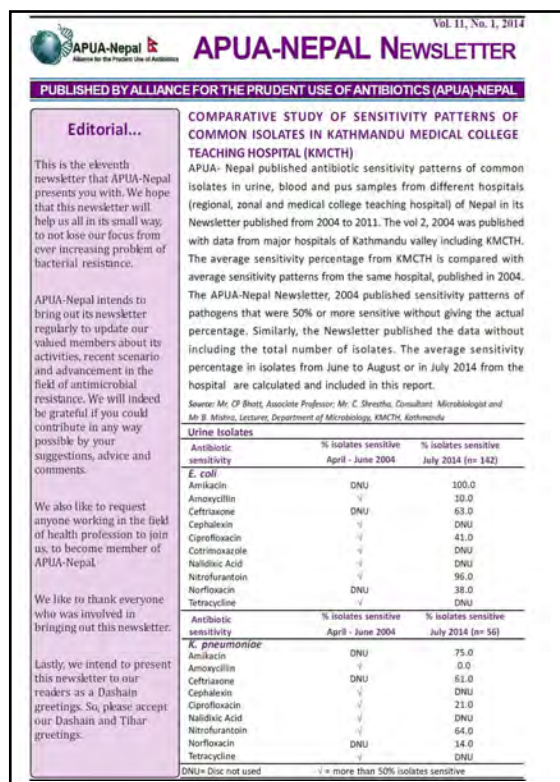 Vol. 11, No. 1, 2014
APUA-Nepal
Alliance for the Prudent Use of Antibiotics
APUA-NEPAL NEWSLETTER
PUBLISHED BY ALLIANCE FOR THE PRUDENT USE OF ANTIBIOTICS (APUA)-NEPAL
Editorial...
This is the eleventh
newsletter that APUA-Nepal
presents you with. We hope
that this newsletter will
help us all in its small way,
to not lose our focus from
ever increasing problem of
bacterial resistance.
APUA-Nepal intends to
bring out its newsletter
regularly to update our
valued members about its
activities, recent scenario
and advancement in the
field of antimicrobial
resistance. We will indeed
be grateful if you could
contribute in any way
possible by your
suggestions, advice and
comments.
We also like to request
anyone working in the field
of health profession to join
us, to become member of
APUA-Nepal.
We like to thank everyone
who was involved in
bringing out this newsletter.
Lastly, we intend to present
this newsletter to our
readers as a Dashain
greetings. So, please accept
our Dashain and Tihar
greetings.
COMPARATIVE STUDY OF SENSITIVITY PATTERNS OF
COMMON ISOLATES IN KATHMANDU MEDICAL COLLEGE
TEACHING HOSPITAL (KMCTH)
APUA- Nepal published antibiotic sensitivity patterns of common
isolates in urine, blood and pus samples from different hospitals
(regional, zonal and medical college teaching hospital) of Nepal in its
Newsletter published from 2004 to 2011. The vol 2, 2004 was published
with data from major hospitals of Kathmandu valley including KMCTH.
The average sensitivity percentage from KMCTH is compared with
average sensitivity patterns from the same hospital, published in 2004.
The APUA-Nepal Newsletter, 2004 published sensitivity patterns of
pathogens that were 50% or more sensitive without giving the actual
percentage. Similarly, the Newsletter published the data without
including the total number of isolates. The average sensitivity
percentage in isolates from June to August or in July 2014 from the
hospital are calculated and included in this report.
Source: Mr. CP Bhatt, Associate Professor; Mr. C. Shrestha, Consultant Microbiologist and
Mr B. Mishra, Lecturer, Department of Microbiology, KMCTH, Kathmandu
Urine Isolates
Antibiotic % isolates sensitive % isolates sensitive
sensitivity April - June 2004 July 2014 (n= 142)
E. coli
Amikacin DNU 100.0
Amoxycillin √ 10.0
Ceftriaxone DNU 63.0
Cephalexin √ DNU
Ciprofloxacin √ 41.0
Cotrimoxazole √ DNU
Nalidixic Acid √ DNU
Nitrofurantoin √ 96.0
Norfloxacin DNU 38.0
Tetracycline √ DNU
Antibiotic % isolates sensitive % isolates sensitive
sensitivity April - June 2004 July 2014 (n= 56)
K. pneumoniae
Amikacin DNU 75.0
Amoxycillin √ 0.0
Ceftriaxone DNU 61.0
Cephalexin √ DNU
Ciprofloxacin √ 21.0
Nalidixic Acid √ DNU
Nitrofurantoin √ 64.0
Norfloxacin DNU 14.0
Tetracycline √ DNU
DNU= Disc not used √ = more than 50% isolates sensitive